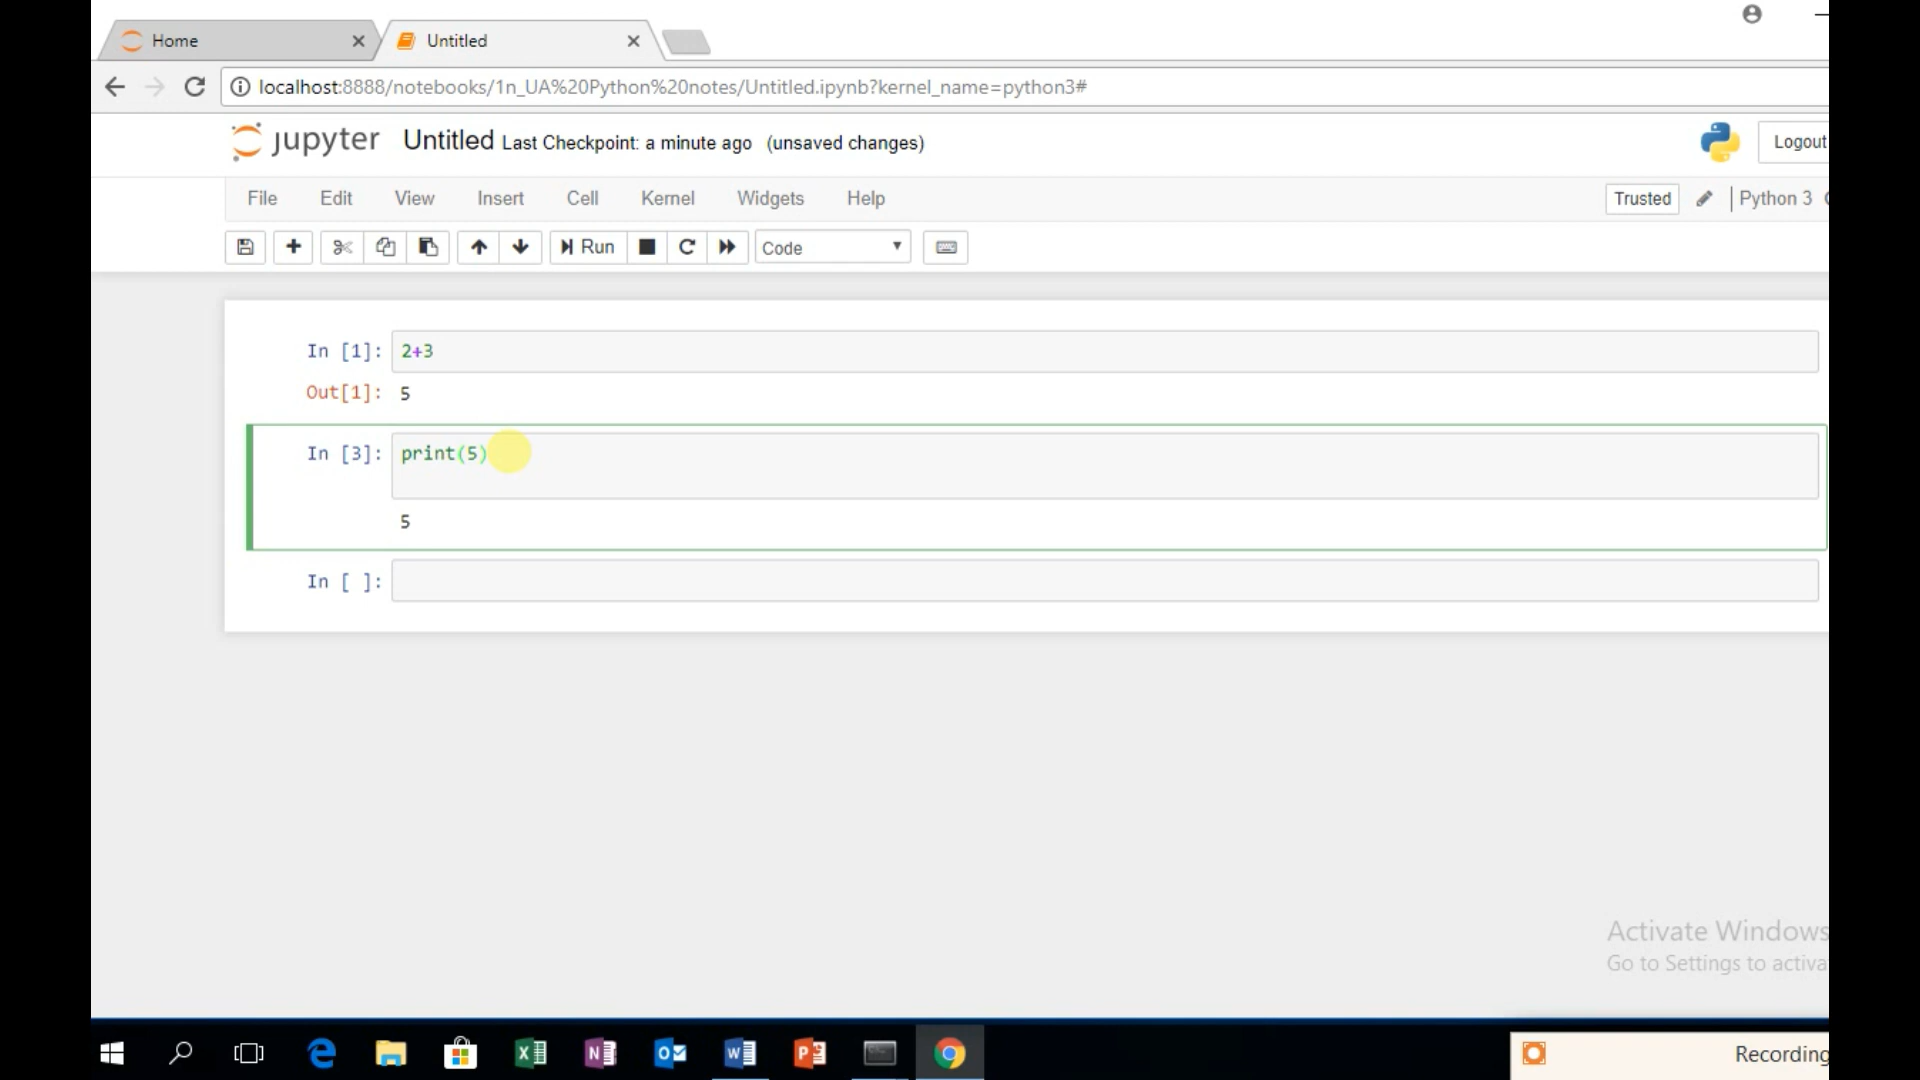 Home
Untitled
localhost:8888/notebooks/1n_UA%20Python%20notes/Untitled.ipynb?kernel_name=python3#
jupyter Untitled Last Checkpoint: a minute ago (unsaved changes)
Logout
File Edit View Insert Cell Kernel Widgets Help
Trusted Python 3
Run Code
In [1]: 2+3
Out[1]: 5
In [3]: print(5)
5
In [ ]:
Activate Windows
Go to Settings to activa
Recording